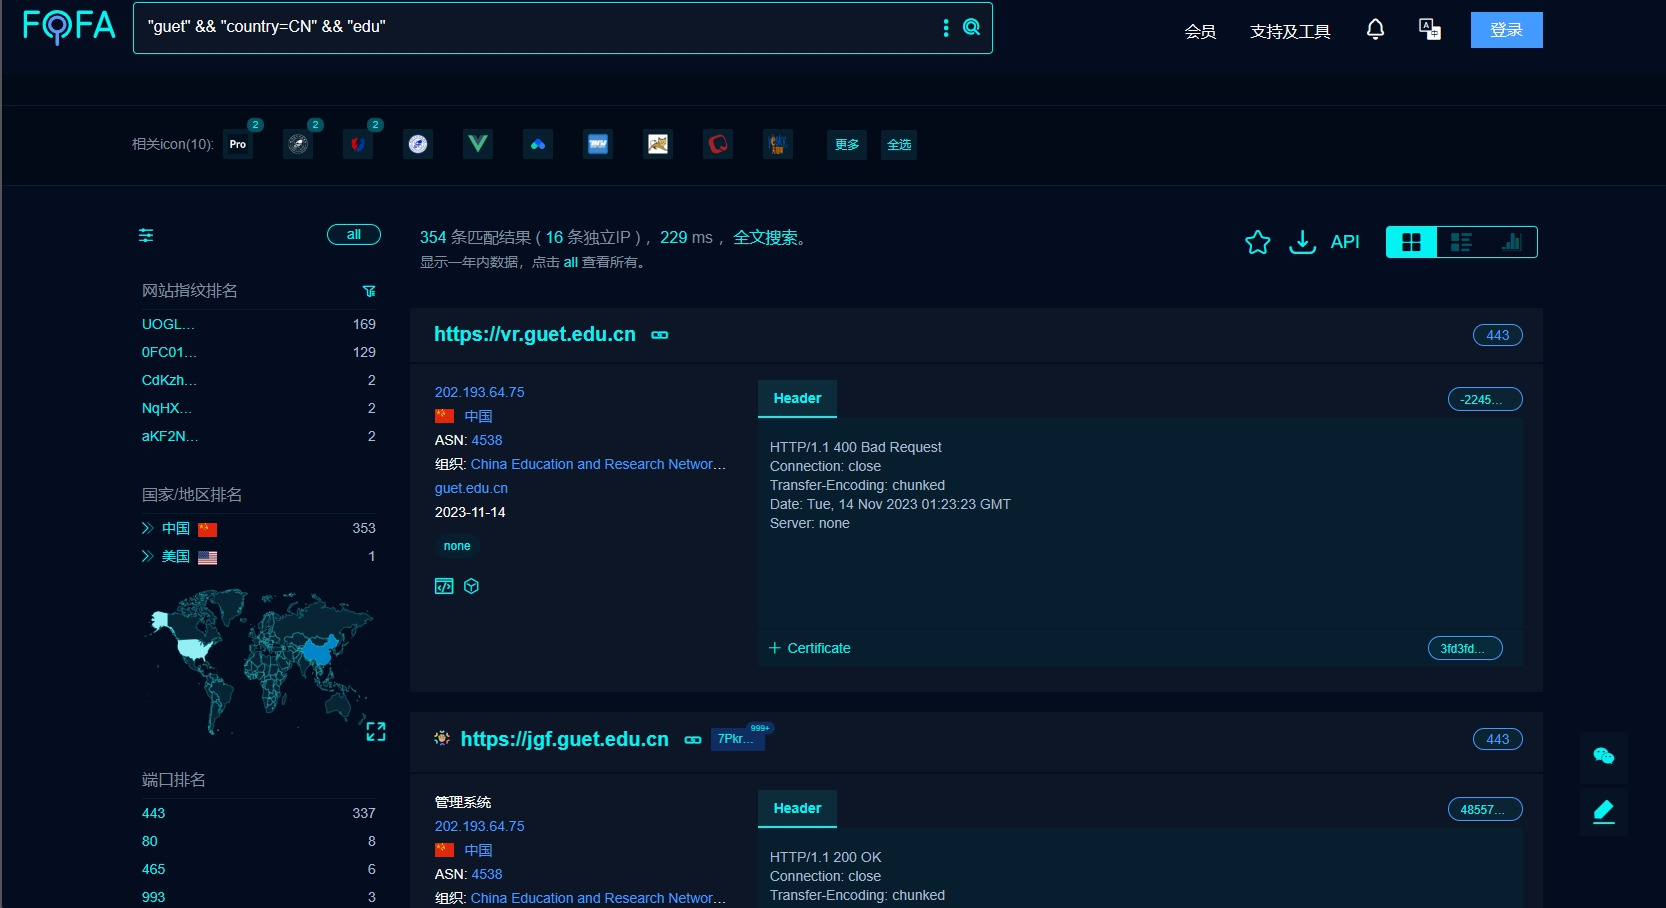 FOFA
"guet" && "country=CN" && "edu"
会员
支持及工具
登录
相关icon(10):
Pro
2
2
2
更多
全选
all
354 条匹配结果 ( 16 条独立IP ) ,  229 ms ,  全文搜索。
显示一年内数据，点击 all 查看所有。
API
网站指纹排名
UOGL... 169
0FC01... 129
CdKzh... 2
NqHX... 2
aKF2N... 2
国家/地区排名
中国 353
美国 1
端口排名
443 337
80 8
465 6
993 3
https://vr.guet.edu.cn
443
202.193.64.75
中国
ASN: 4538
组织: China Education and Research Networ...
guet.edu.cn
2023-11-14
none
Header
-2245...
HTTP/1.1 400 Bad Request
Connection: close
Transfer-Encoding: chunked
Date: Tue, 14 Nov 2023 01:23:23 GMT
Server: none
+ Certificate
3fd3fd...
https://jgf.guet.edu.cn
7Pkr...
999+
443
管理系统
202.193.64.75
中国
ASN: 4538
组织: China Education and Research Networ...
Header
48557...
HTTP/1.1 200 OK
Connection: close
Transfer-Encoding: chunked